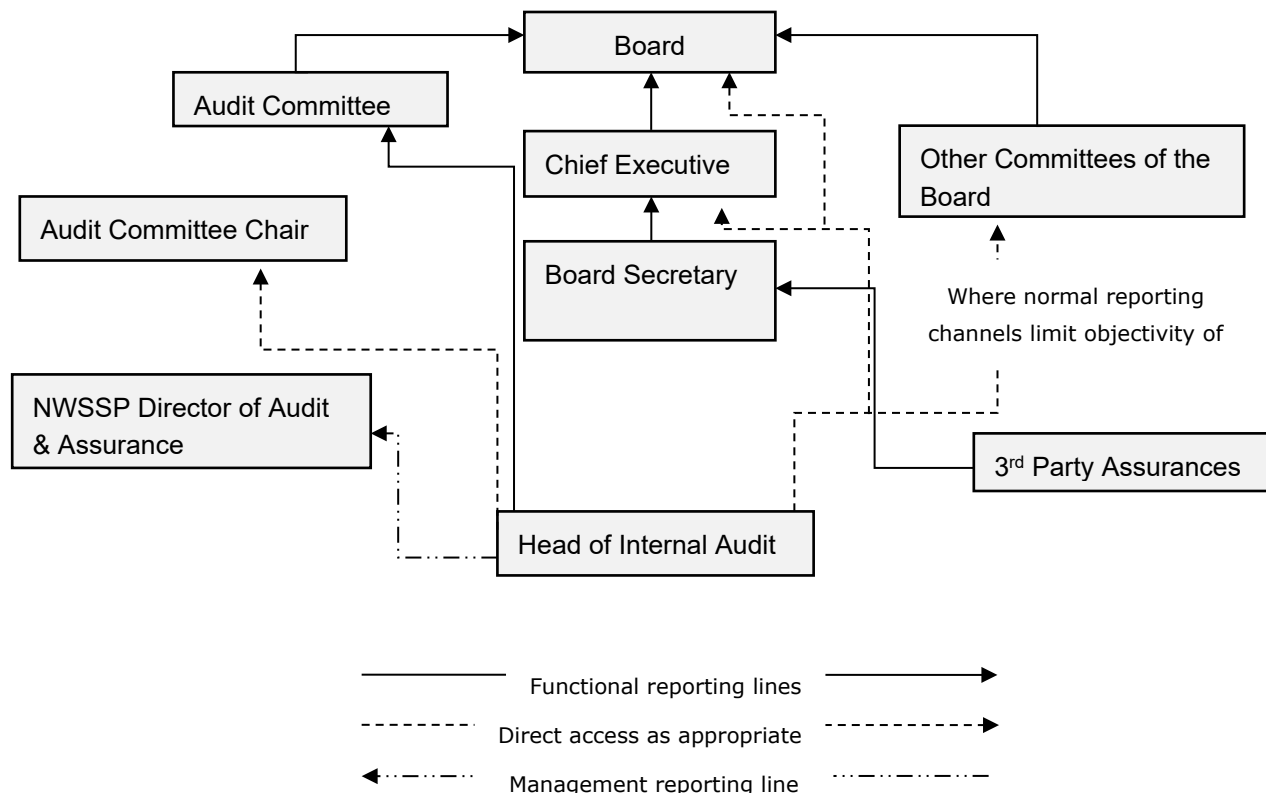 Board
Audit Committee
Chief Executive
Other Committees of the
Board
Audit Committee Chair
Board Secretary
Where normal reporting
channels limit objectivity of
NWSSP Director of Audit
& Assurance
3rd Party Assurances
Head of Internal Audit
Functional reporting lines
Direct access as appropriate
Management reporting line